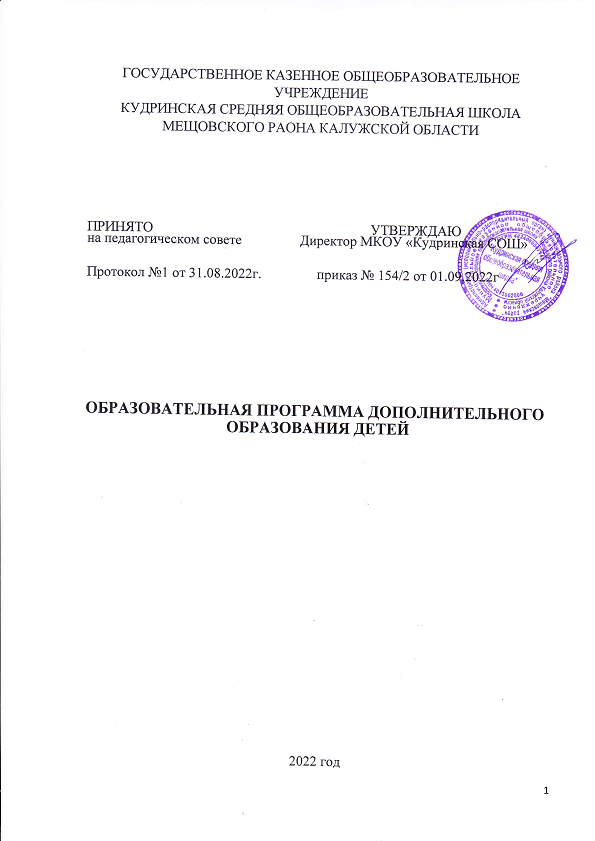 ГОСУДАРСТВЕННОЕ КАЗЕННОЕ ОБЩЕОБРАЗОВАТЕЛЬНОЕ
УЧРЕЖДЕНИЕ
КУДРИНСКАЯ СРЕДНЯЯ ОБЩЕОБРАЗОВАТЕЛЬНАЯ ШКОЛА
МЕЩОВСКОГО РАОНА КАЛУЖСКОЙ ОБЛАСТИ
ПРИНЯТО
на педагогическом совете
Протокол №1 от 31.08.2022г.
УТВЕРЖДАЮ
Директор МКОУ «Кудринская СОШ»
приказ № 154/2 от 01.09.2022г
ОБРАЗОВАТЕЛЬНАЯ ПРОГРАММА ДОПОЛНИТЕЛЬНОГО
ОБРАЗОВАНИЯ ДЕТЕЙ
2022 год
1